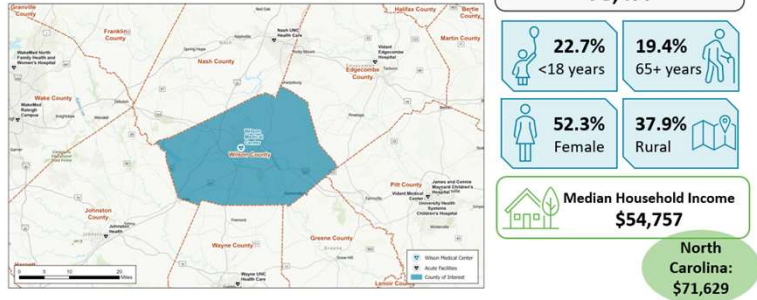 Granville
County
Franklin
County
Halifax County
Bertie
County
Martin County
Nash UNC
Health Care
WakeMed North
Family Health and
Women's Hospital
Nash County
Vidant
Edgecombe
Hospital
Edgecombe
County
Wake County
WakeMed
Raleigh
Campus
Wilson
Medical
Center
Wilson County
Pitt County
James and Connie
Maynard Children's
Hospital
Vidant Medical
Center
University Health
Systems
Children's Hospital
Johnston
County
Johnston
Health
Wayne County
Greene County
Wayne UNC
Health Care
Lenoir County
0 5 10 20
Miles
Wilson Medical Center
Acute Facilities
County of Interest
22.7%
<18 years
19.4%
65+ years
52.3%
Female
37.9%
Rural
Median Household Income
$54,757
North
Carolina:
$71,629